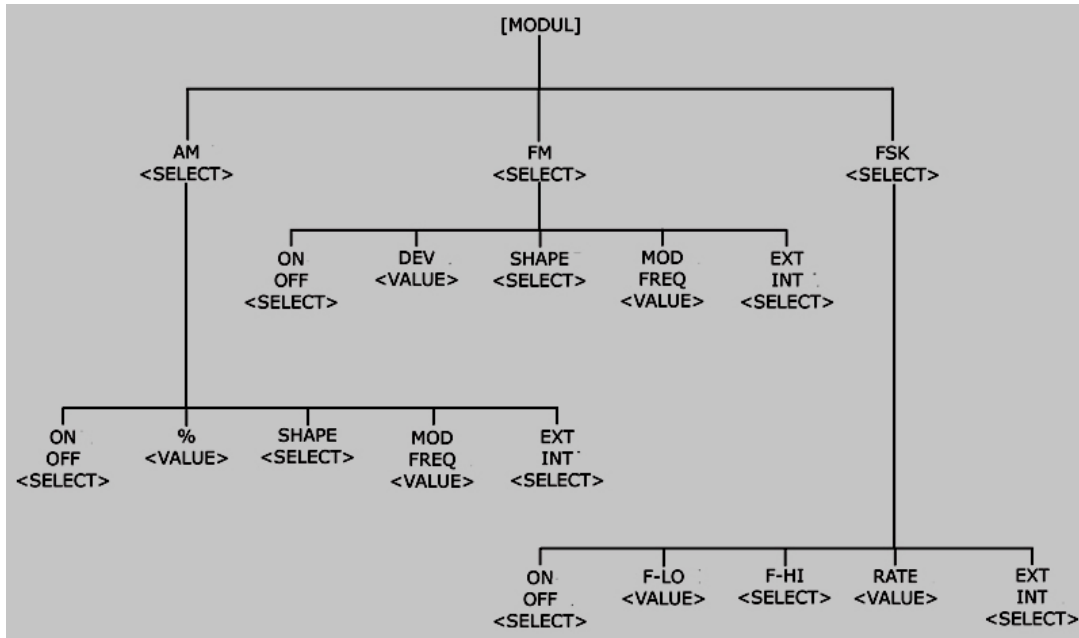 [MODUL]
AM
<SELECT>
FM
<SELECT>
FSK
<SELECT>
ON
OFF
<SELECT>
DEV
<VALUE>
SHAPE
<SELECT>
MOD
FREQ
<VALUE>
EXT
INT
<SELECT>
ON
OFF
<SELECT>
%
<VALUE>
SHAPE
<SELECT>
MOD
FREQ
<VALUE>
EXT
INT
<SELECT>
ON
OFF
<SELECT>
F-LO
<VALUE>
F-HI
<SELECT>
RATE
<VALUE>
EXT
INT
<SELECT>